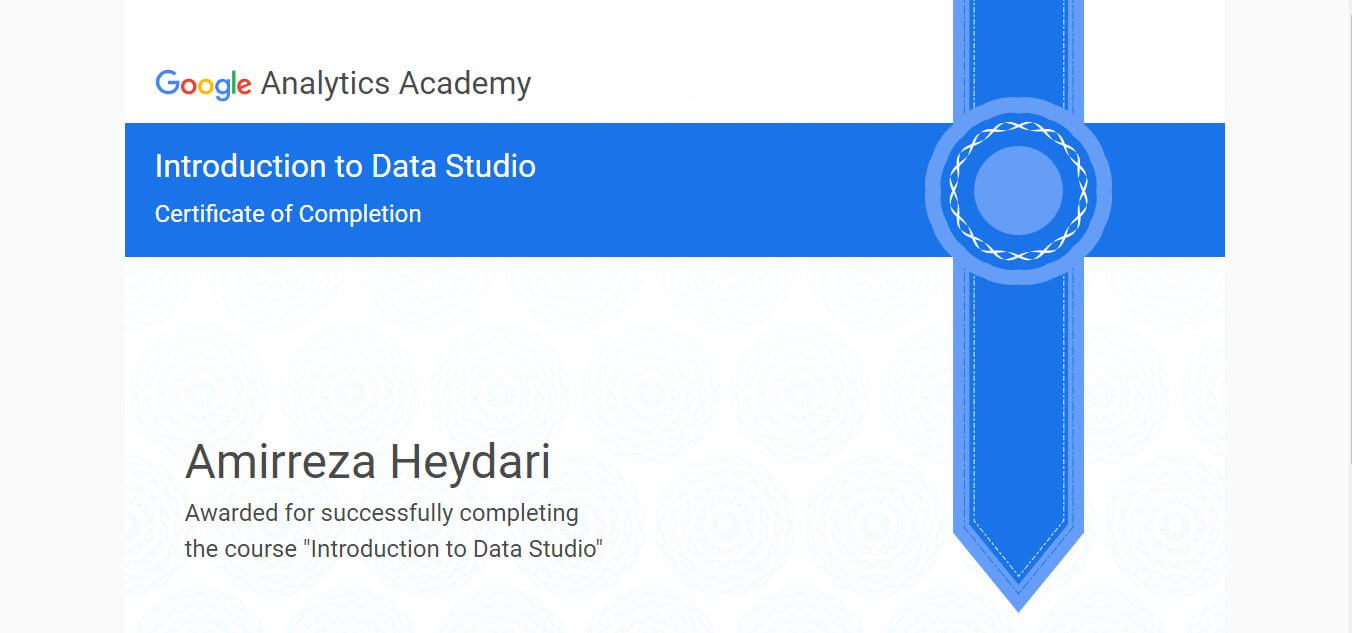 Google Analytics Academy
Introduction to Data Studio
Certificate of Completion
Amirreza Heydari
Awarded for successfully completing
the course "Introduction to Data Studio"